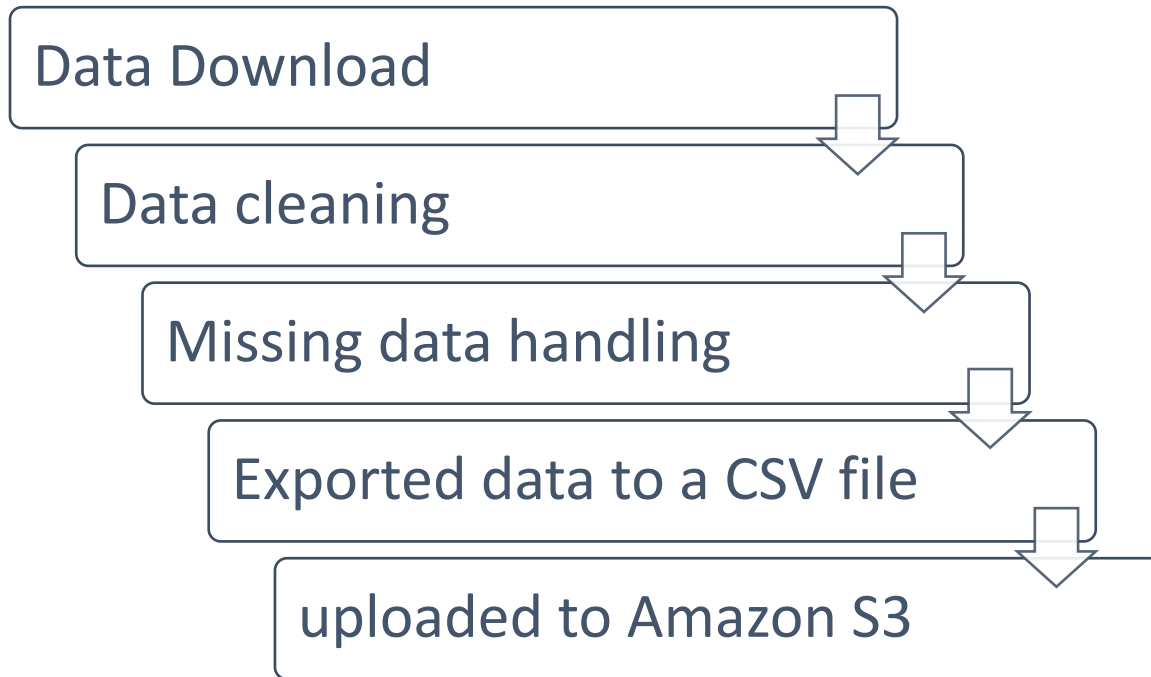 Data Download
Data cleaning
Missing data handling
Exported data to a CSV file
uploaded to Amazon S3